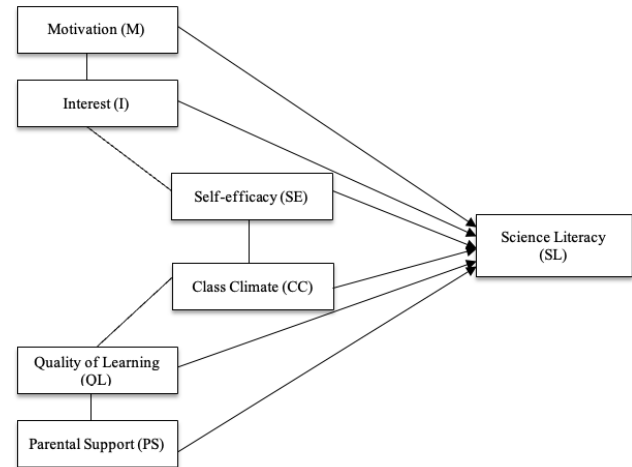 Motivation (M)
Interest (I)
Self-efficacy (SE)
Science Literacy
(SL)
Class Climate (CC)
Quality of Learning
(QL)
Parental Support (PS)